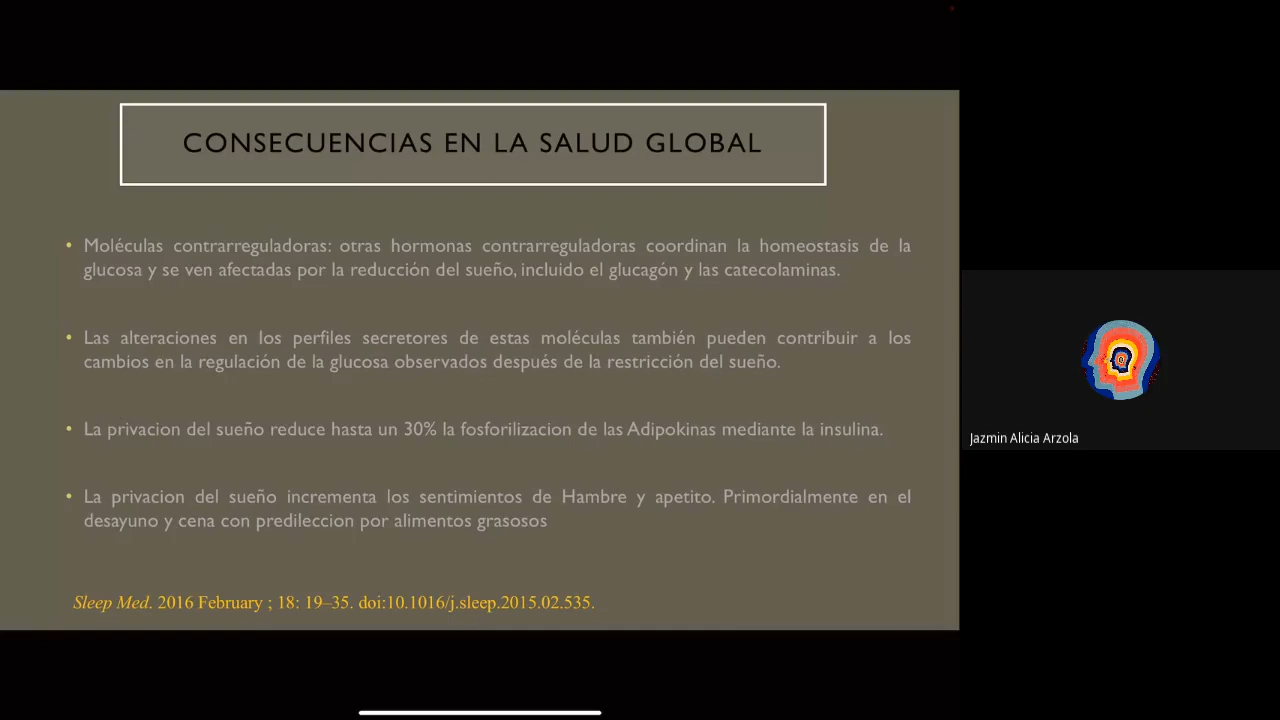 CONSECUENCIAS EN LA SALUD GLOBAL
• Moléculas contrarreguladoras: otras hormonas contrarreguladoras coordinan la homeostasis de la
glucosa y se ven afectadas por la reducción del sueño, incluido el glucagón y las catecolaminas.
• Las alteraciones en los perfiles secretores de estas moléculas también pueden contribuir a los
cambios en la regulación de la glucosa observados después de la restricción del sueño.
• La privacion del sueño reduce hasta un 30% la fosforilizacion de las Adipokinas mediante la insulina.
• La privacion del sueño incrementa los sentimientos de Hambre y apetito. Primordialmente en el
desayuno y cena con predileccion por alimentos grasosos
Sleep Med. 2016 February ; 18: 19–35. doi:10.1016/j.sleep.2015.02.535.
Jazmin Alicia Arzola